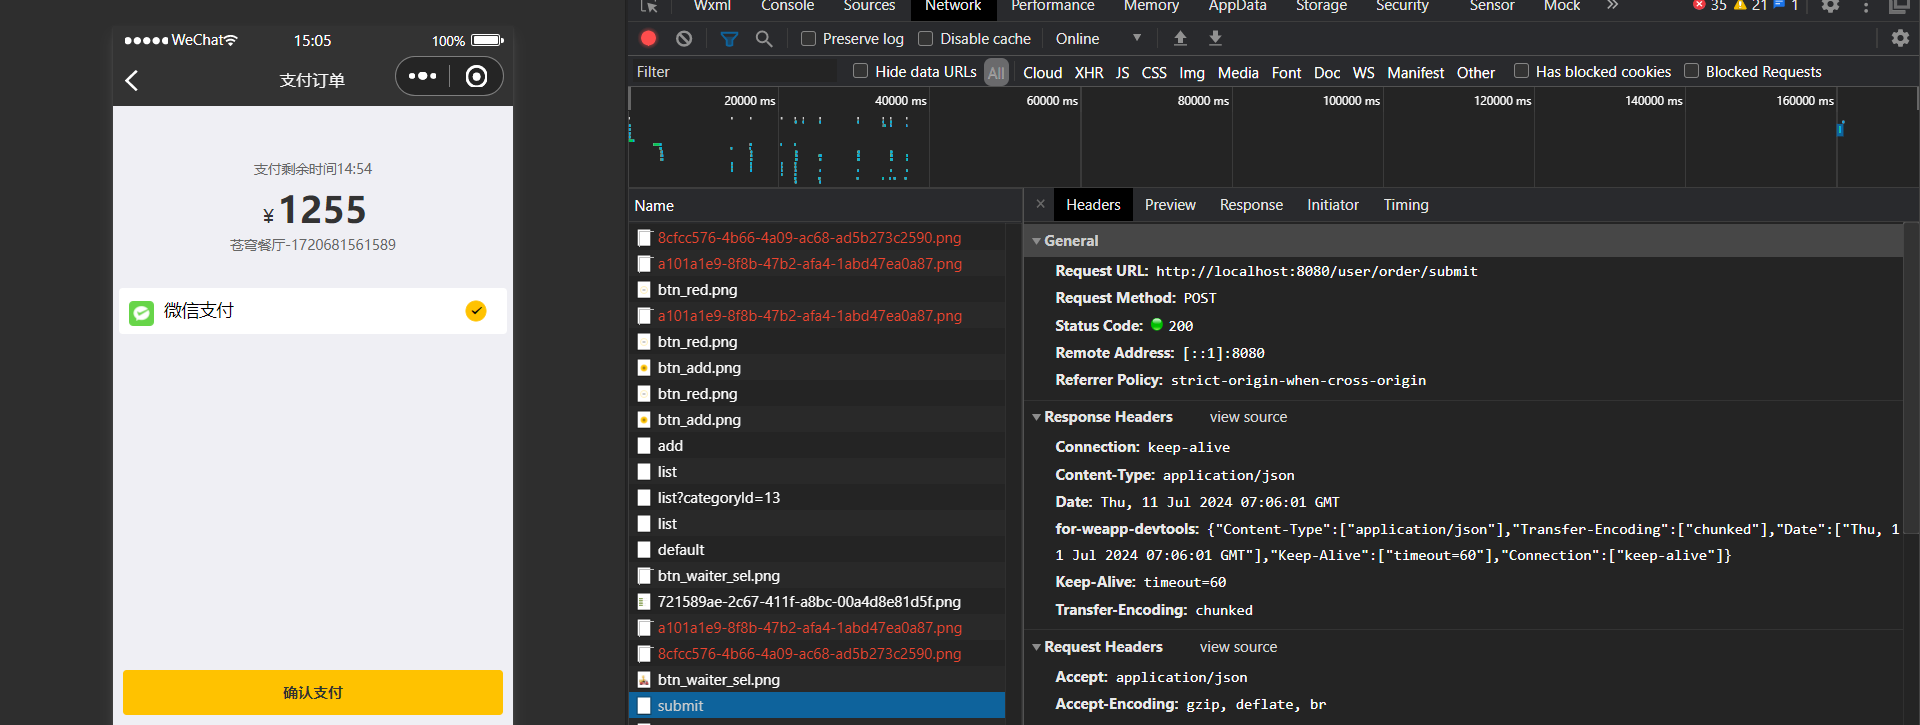 WeChat
15:05
100%
支付订单
支付剩余时间14:54
¥1255
苍穹餐厅-1720681561589
微信支付
确认支付
Wxml Console Sources Network Performance Memory AppData Storage Security Sensor Mock » 35 21 1
Preserve log Disable cache Online
Filter Hide data URLs All Cloud XHR JS CSS Img Media Font Doc WS Manifest Other Has blocked cookies Blocked Requests
20000 ms 40000 ms 60000 ms 80000 ms 100000 ms 120000 ms 140000 ms 160000 ms
Name
8cfcc576-4b66-4a09-ac68-ad5b273c2590.png
a101a1e9-8f8b-47b2-afa4-1abd47ea0a87.png
btn_red.png
a101a1e9-8f8b-47b2-afa4-1abd47ea0a87.png
btn_red.png
btn_add.png
btn_red.png
btn_add.png
add
list
list?categoryId=13
list
default
btn_waiter_sel.png
721589ae-2c67-411f-a8bc-00a4d8e81d5f.png
a101a1e9-8f8b-47b2-afa4-1abd47ea0a87.png
8cfcc576-4b66-4a09-ac68-ad5b273c2590.png
btn_waiter_sel.png
submit
× Headers Preview Response Initiator Timing
General
Request URL: http://localhost:8080/user/order/submit
Request Method: POST
Status Code: 200
Remote Address: [::1]:8080
Referrer Policy: strict-origin-when-cross-origin
Response Headers view source
Connection: keep-alive
Content-Type: application/json
Date: Thu, 11 Jul 2024 07:06:01 GMT
for-weapp-devtools: {"Content-Type":["application/json"],"Transfer-Encoding":["chunked"],"Date":["Thu, 1
1 Jul 2024 07:06:01 GMT"],"Keep-Alive":["timeout=60"],"Connection":["keep-alive"]}
Keep-Alive: timeout=60
Transfer-Encoding: chunked
Request Headers view source
Accept: application/json
Accept-Encoding: gzip, deflate, br